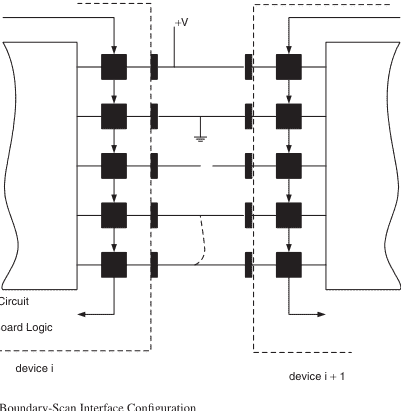 +V
Circuit
oard Logic
device i
device i + 1
Boundary-Scan Interface Configuration